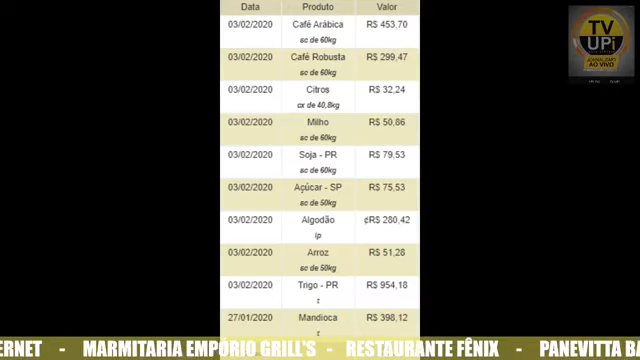 Data Produto Valor
03/02/2020 Café Arábica R$ 453,70
sc de 60kg
03/02/2020 Café Robusta R$ 299,47
sc de 60kg
03/02/2020 Citros R$ 32,24
cx de 40,8kg
03/02/2020 Milho R$ 50,86
sc de 60kg
03/02/2020 Soja - PR R$ 79,53
sc de 60kg
03/02/2020 Açúcar - SP R$ 75,53
sc de 50kg
03/02/2020 Algodão ¢R$ 280,42
lp
03/02/2020 Arroz R$ 51,28
sc de 50kg
03/02/2020 Trigo - PR R$ 954,18
t
27/01/2020 Mandioca R$ 398,12
t
TV
UPi
AO VIVO
ERNET - MARMITARIA EMPÓRIO GRILL'S - RESTAURANTE FÊNIX - PANEVITTA BA